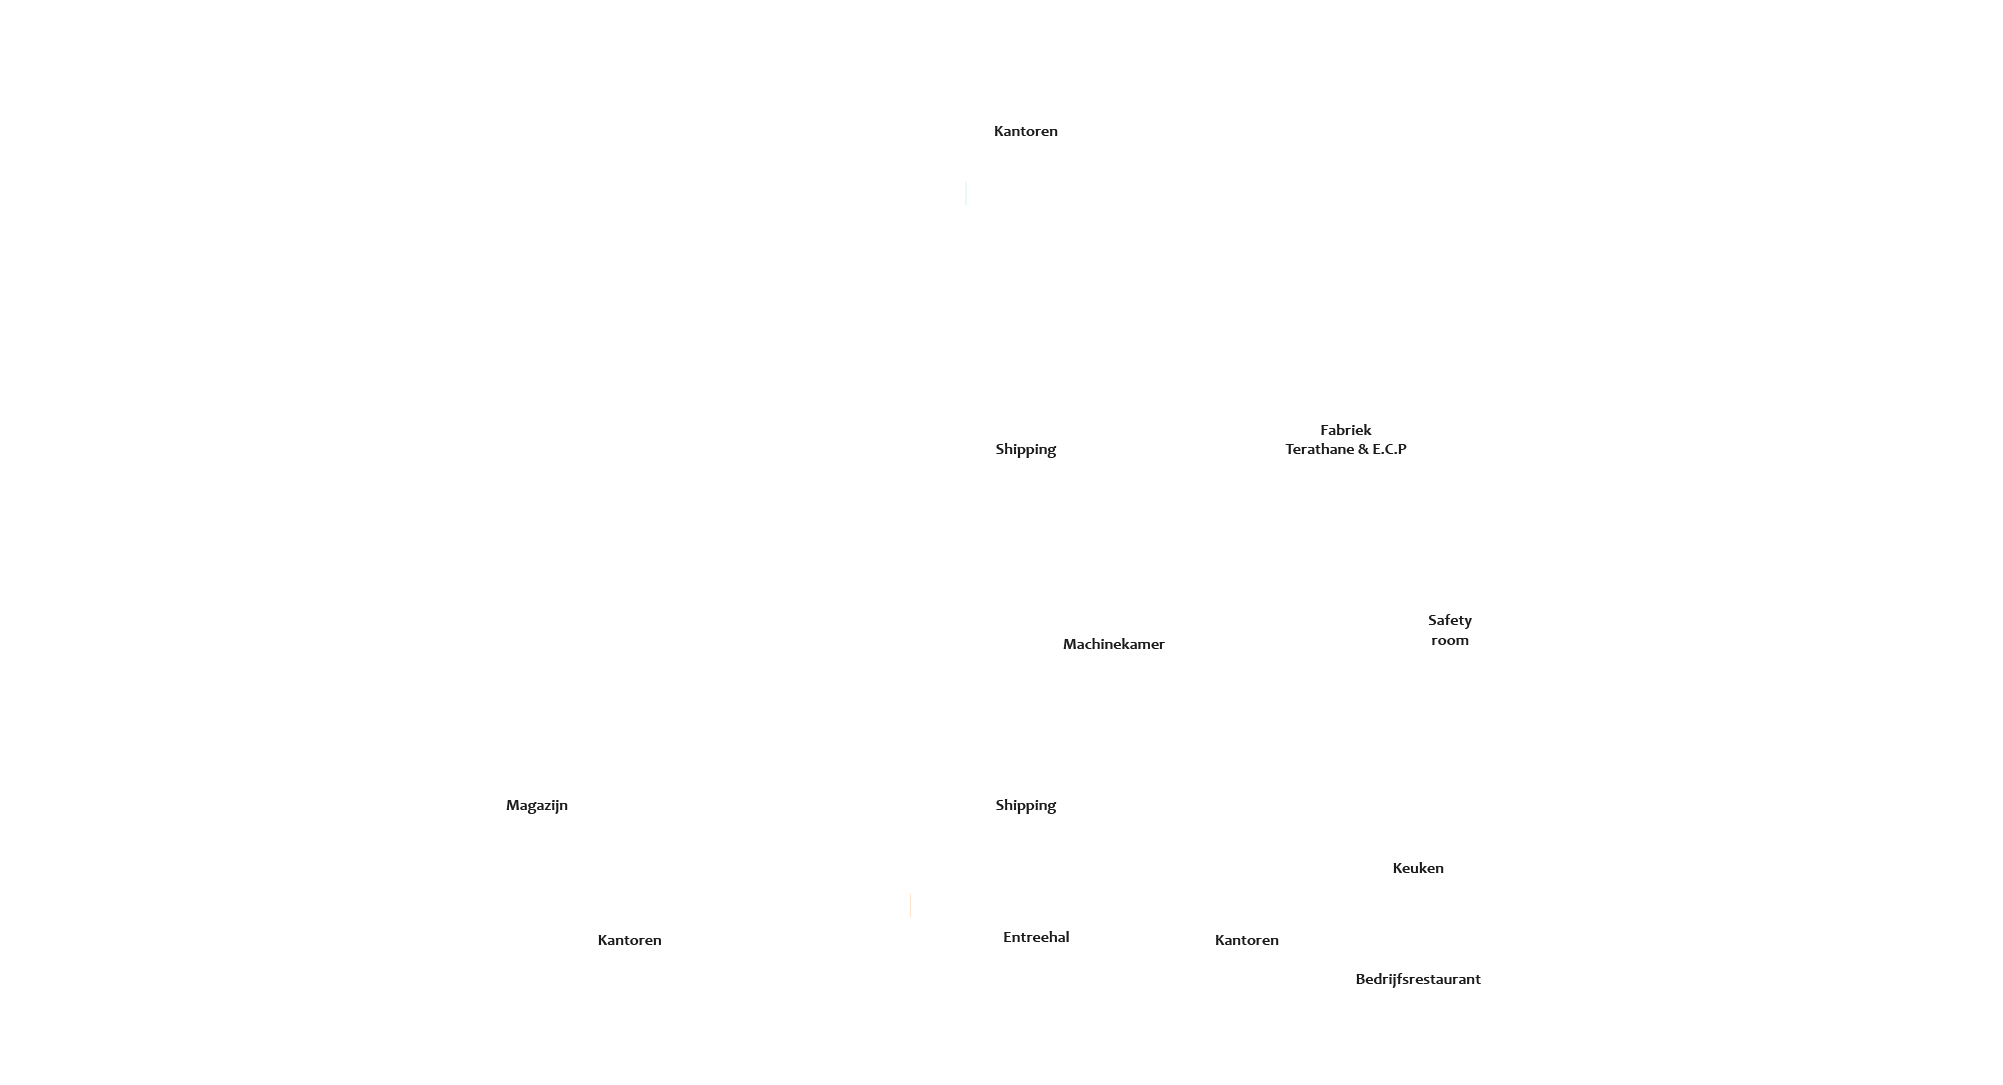 Kantoren
Fabriek
Shipping
Terathane & E.C.P
Safety
room
Machinekamer
Magazijn
Shipping
Keuken
Entreehal
Kantoren
Kantoren
Bedrijfsrestaurant